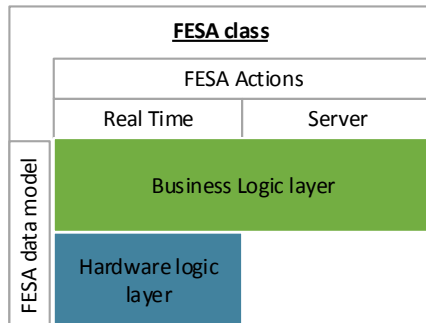 FESA class
FESA Actions
Real Time
Server
FESA data model
Business Logic layer
Hardware logic
layer